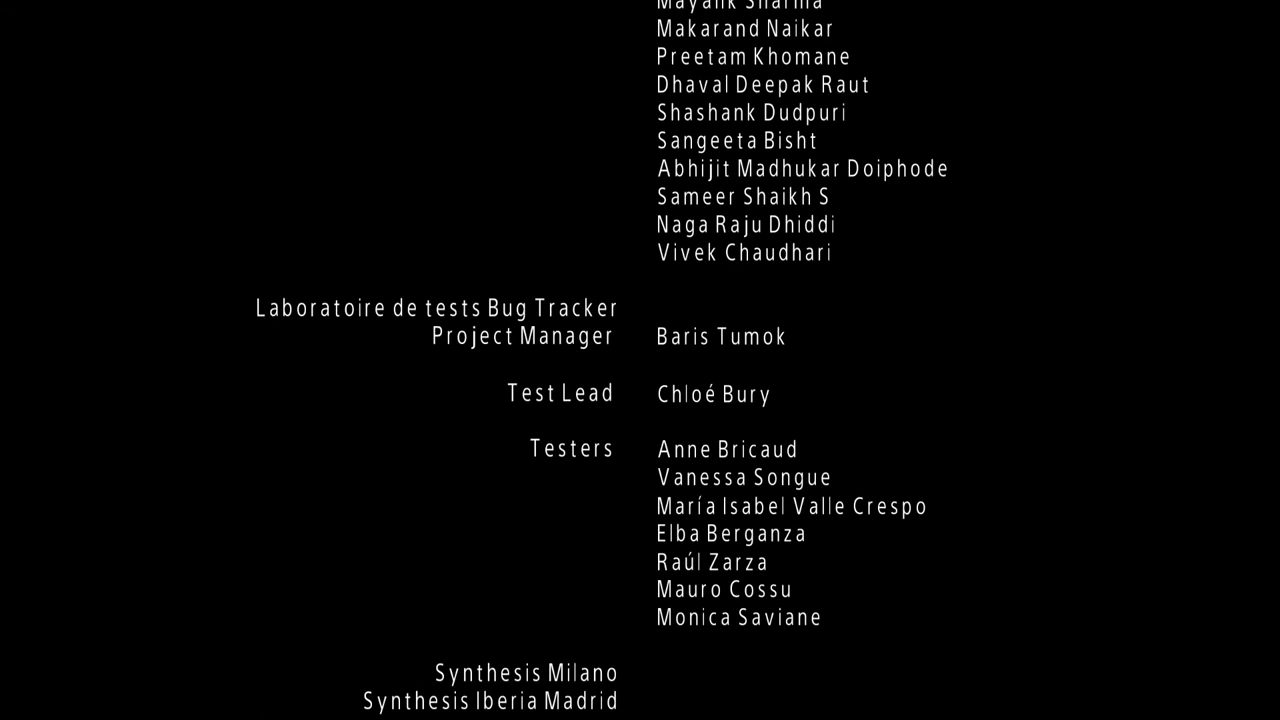 Mayank Sharma
Makarand Naikar
Preetam Khomane
Dhaval Deepak Raut
Shashank Dudpuri
Sangeeta Bisht
Abhijit Madhukar Doiphode
Sameer Shaikh S
Naga Raju Dhiddi
Vivek Chaudhari
Laboratoire de tests Bug Tracker
Project Manager Baris Tumok
Test Lead Chloé Bury
Testers Anne Bricaud
Vanessa Songue
María Isabel Valle Crespo
Elba Berganza
Raúl Zarza
Mauro Cossu
Monica Saviane
Synthesis Milano
Synthesis Iberia Madrid